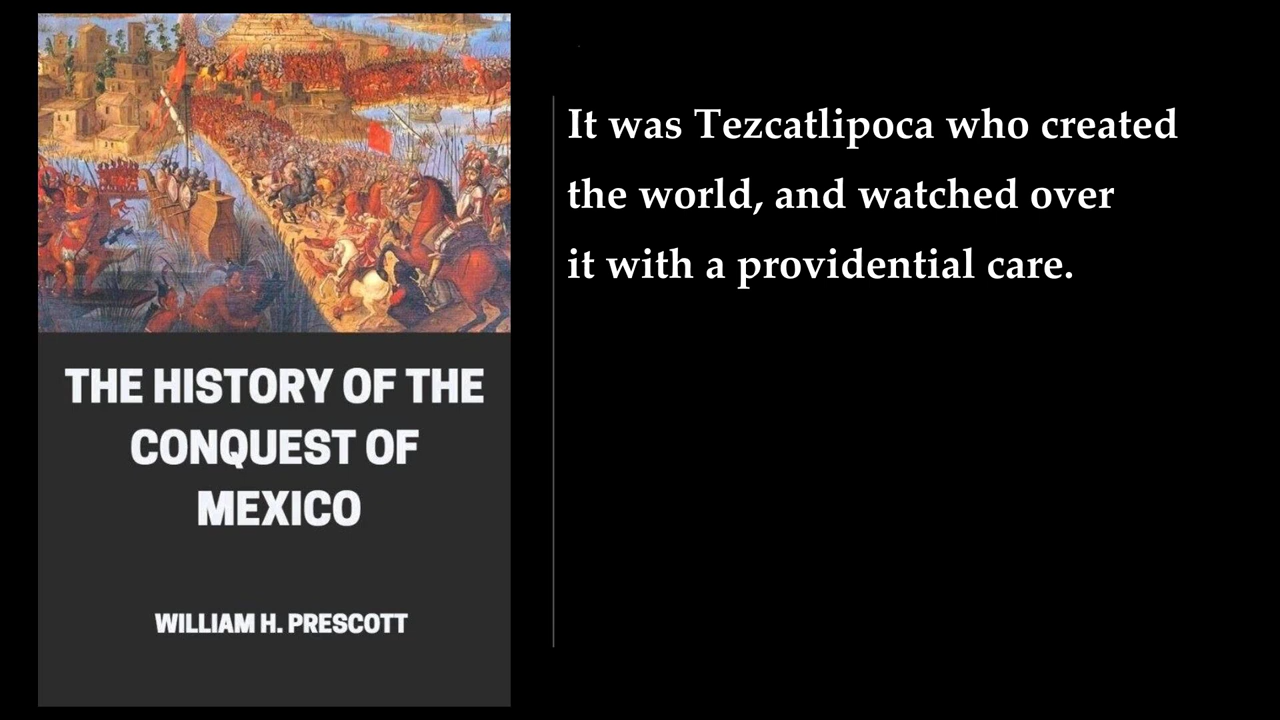 THE HISTORY OF THE
CONQUEST OF
MEXICO
WILLIAM H. PRESCOTT
It was Tezcatlipoca who created
the world, and watched over
it with a providential care.